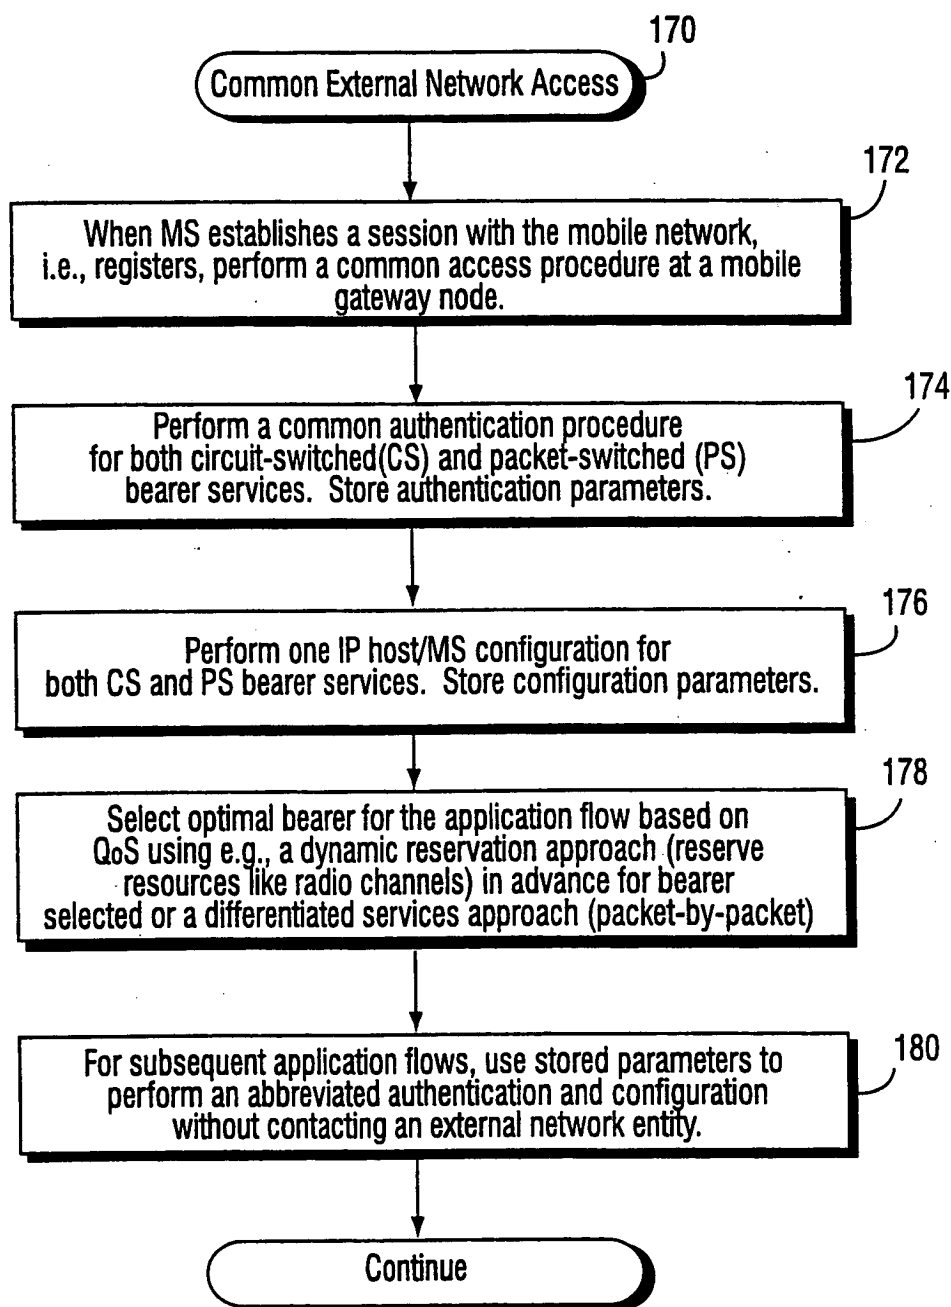 170
Common External Network Access
172
When MS establishes a session with the mobile network,
i.e., registers, perform a common access procedure at a mobile
gateway node.
174
Perform a common authentication procedure
for both circuit-switched(CS) and packet-switched (PS)
bearer services. Store authentication parameters.
176
Perform one IP host/MS configuration for
both CS and PS bearer services. Store configuration parameters.
178
Select optimal bearer for the application flow based on
QoS using e.g., a dynamic reservation approach (reserve
resources like radio channels) in advance for bearer
selected or a differentiated services approach (packet-by-packet)
180
For subsequent application flows, use stored parameters to
perform an abbreviated authentication and configuration
without contacting an external network entity.
Continue